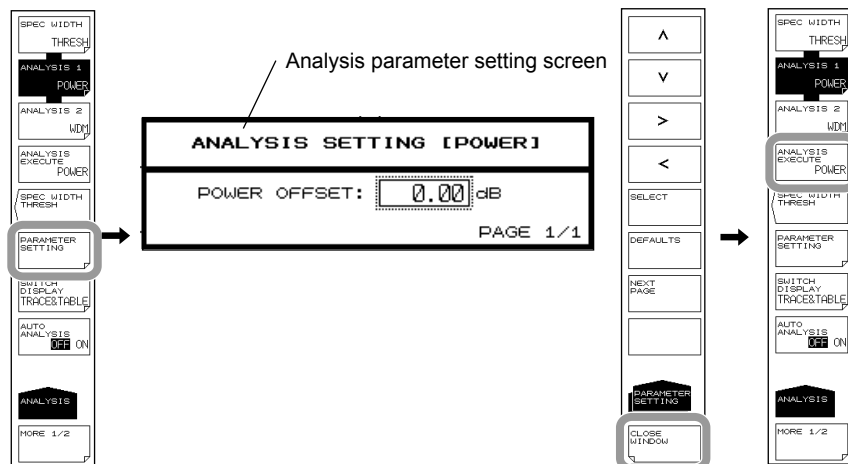 SPEC WIDTH
THRESH
ANALYSIS 1
POWER
ANALYSIS 2
WDM
ANALYSIS
EXECUTE
POWER
SPEC WIDTH
THRESH
PARAMETER
SETTING
SWITCH
DISPLAY
TRACE&TABLE
AUTO
ANALYSIS
OFF ON
ANALYSIS
MORE 1/2
Analysis parameter setting screen
ANALYSIS SETTING [POWER]
POWER OFFSET: 0.00 dB
PAGE 1/1
∧
∨
>
<
SELECT
DEFAULTS
NEXT
PAGE
PARAMETER
SETTING
CLOSE
WINDOW
SPEC WIDTH
THRESH
ANALYSIS 1
POWER
ANALYSIS 2
WDM
ANALYSIS
EXECUTE
POWER
SPEC WIDTH
THRESH
PARAMETER
SETTING
SWITCH
DISPLAY
TRACE&TABLE
AUTO
ANALYSIS
OFF ON
ANALYSIS
MORE 1/2